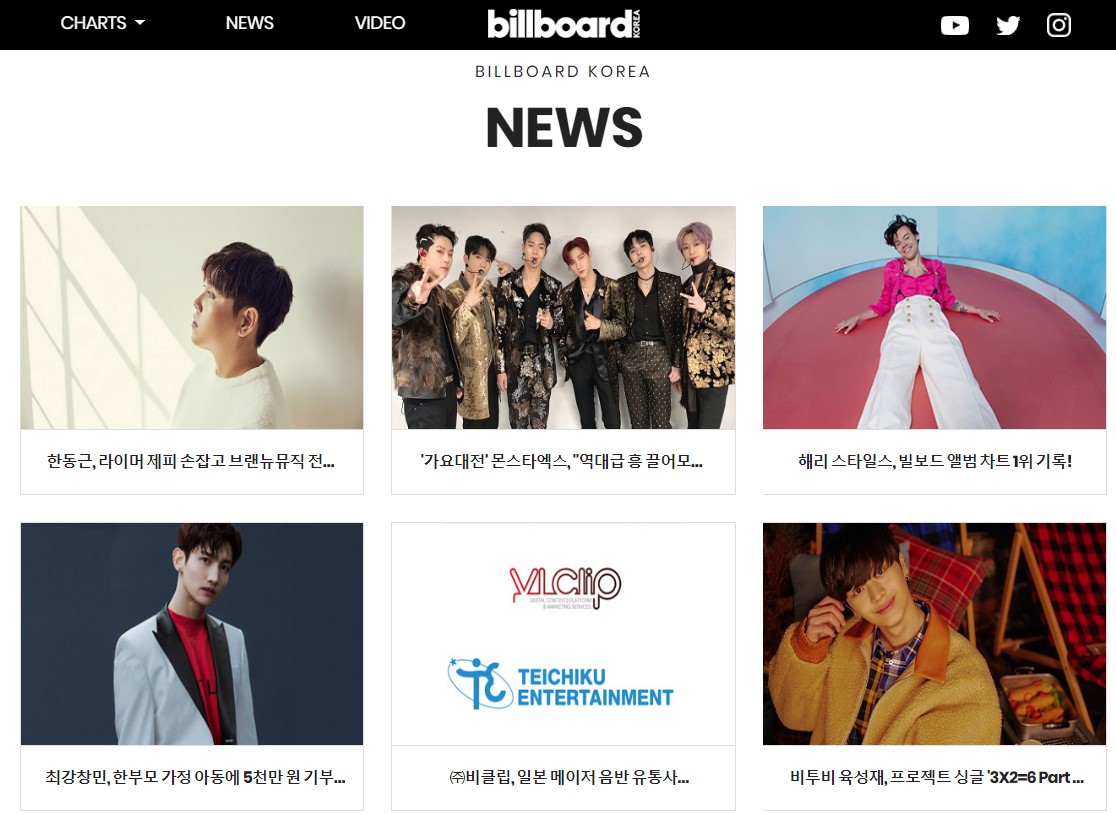 CHARTS NEWS VIDEO billboard KOREA
BILLBOARD KOREA
NEWS
한동근, 라이머 제피 손잡고 브랜뉴뮤직 전...
'가요대전' 몬스타엑스, "역대급 흥 끌어모...
해리 스타일스, 빌보드 앨범 차트 1위 기록!
VLClip
DIGITAL CONTENTS PLATFORM
& MARKETING SERVICES
TEICHIKU
ENTERTAINMENT
최강창민, 한부모 가정 아동에 5천만 원 기부...
㈜비클립, 일본 메이저 음반 유통사...
비투비 육성재, 프로젝트 싱글 '3X2=6 Part ...